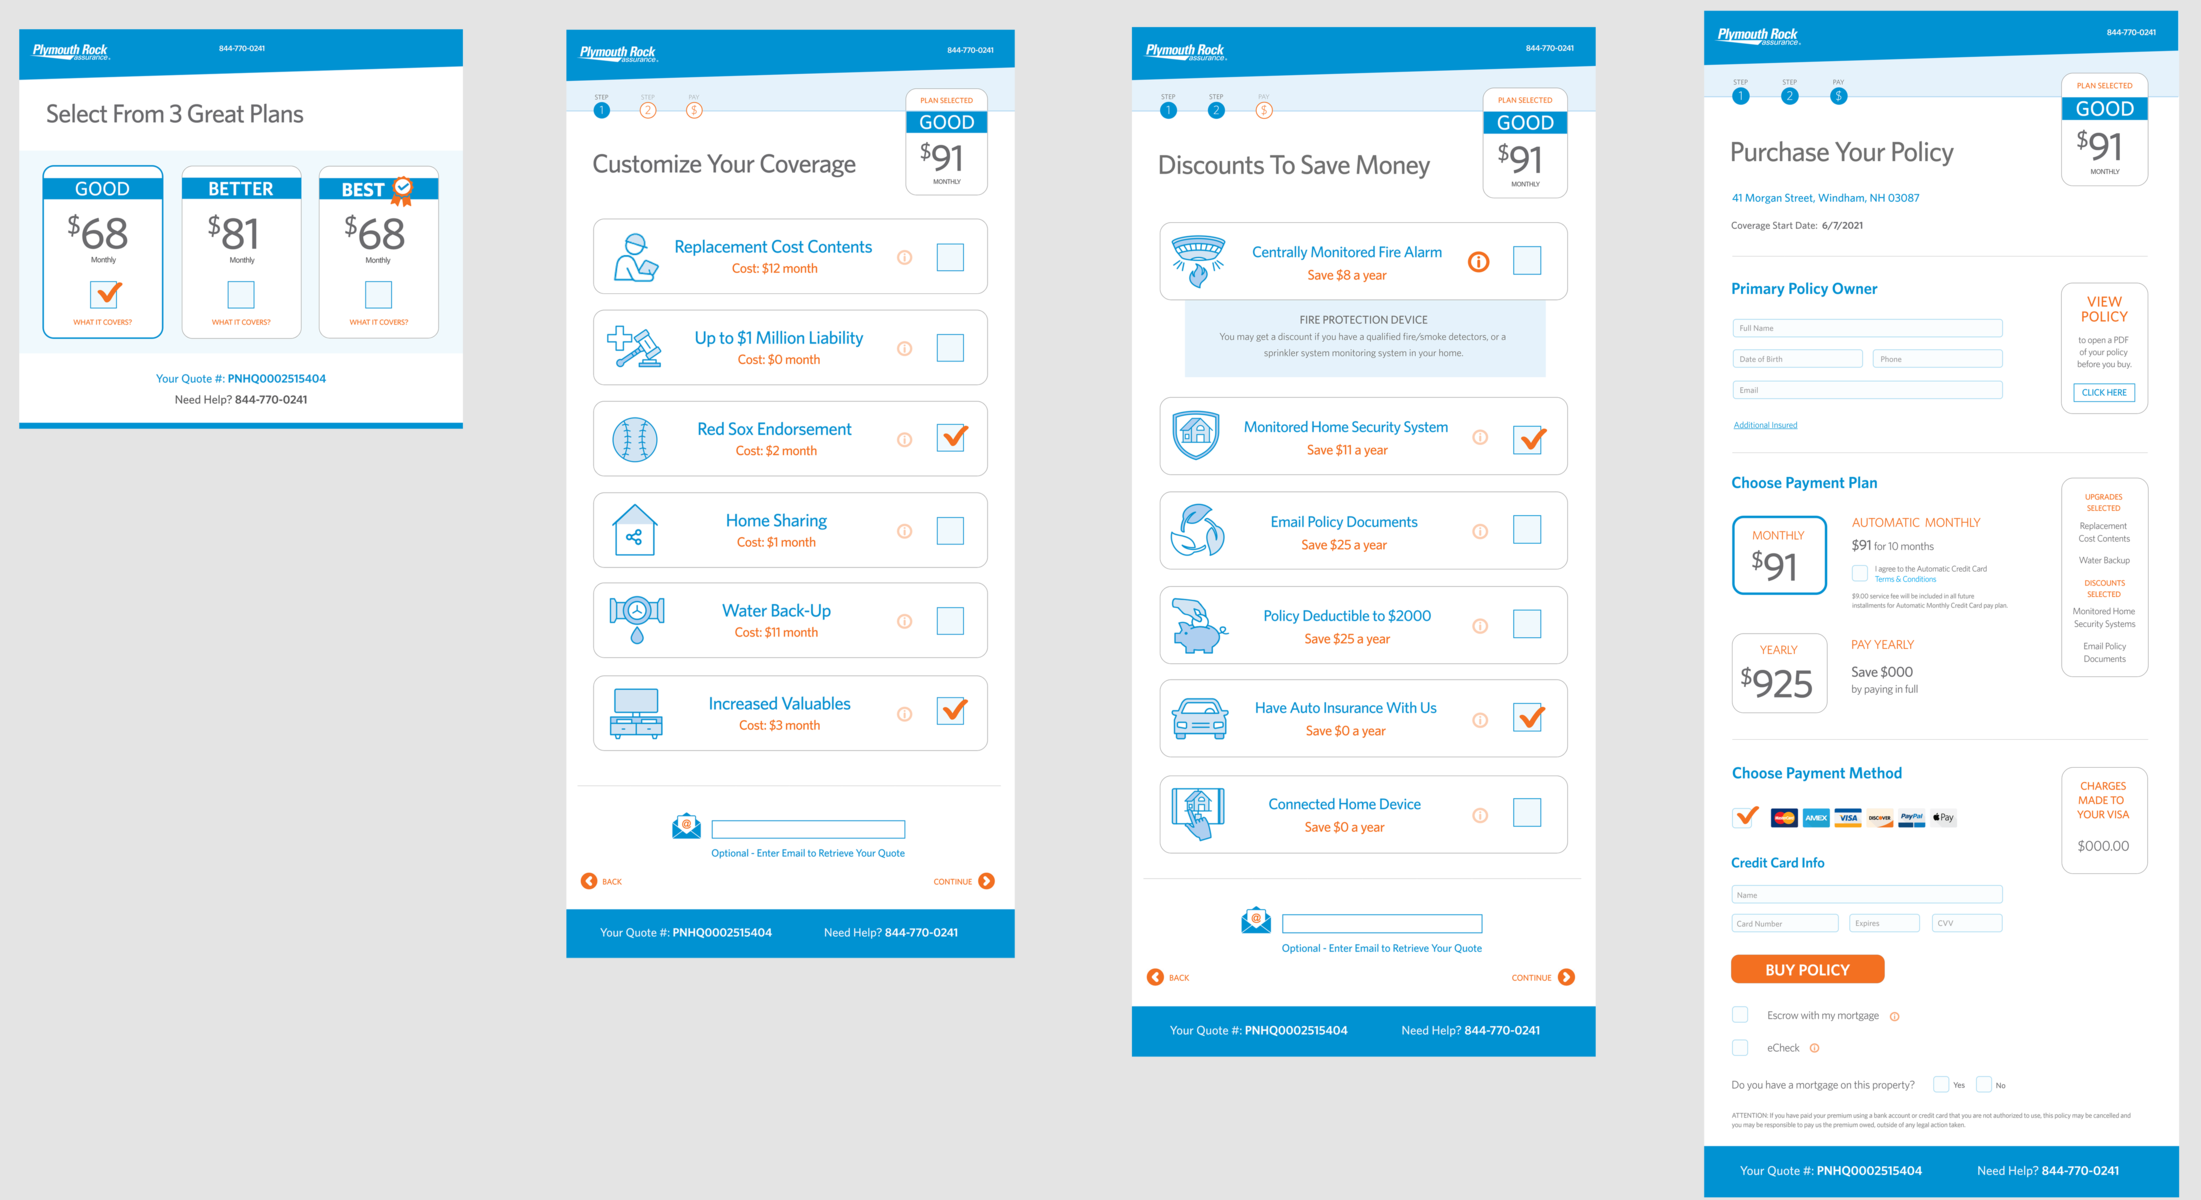 Plymouth Rock
assurance.
844-770-0241
Select From 3 Great Plans
GOOD
$68
Monthly
WHAT IT COVERS?
BETTER
$81
Monthly
WHAT IT COVERS?
BEST
$68
Monthly
WHAT IT COVERS?
Your Quote #: PNHQ0002515404
Need Help? 844-770-0241
Plymouth Rock
assurance.
844-770-0241
STEP
1
STEP
2
PAY
$
PLAN SELECTED
GOOD
$91
MONTHLY
Customize Your Coverage
Replacement Cost Contents
Cost: $12 month
Up to $1 Million Liability
Cost: $0 month
Red Sox Endorsement
Cost: $2 month
Home Sharing
Cost: $1 month
Water Back-Up
Cost: $11 month
Increased Valuables
Cost: $3 month
@
Optional - Enter Email to Retrieve Your Quote
BACK
CONTINUE
Your Quote #: PNHQ0002515404
Need Help? 844-770-0241
Plymouth Rock
assurance.
844-770-0241
STEP
1
STEP
2
PAY
$
PLAN SELECTED
GOOD
$91
MONTHLY
Discounts To Save Money
Centrally Monitored Fire Alarm
Save $8 a year
FIRE PROTECTION DEVICE
You may get a discount if you have a qualified fire/smoke detectors, or a
sprinkler system monitoring system in your home.
Monitored Home Security System
Save $11 a year
Email Policy Documents
Save $25 a year
Policy Deductible to $2000
Save $25 a year
Have Auto Insurance With Us
Save $0 a year
Connected Home Device
Save $0 a year
@
Optional - Enter Email to Retrieve Your Quote
BACK
CONTINUE
Your Quote #: PNHQ0002515404
Need Help? 844-770-0241
Plymouth Rock
assurance.
844-770-0241
STEP
1
STEP
2
PAY
$
PLAN SELECTED
GOOD
$91
MONTHLY
Purchase Your Policy
41 Morgan Street, Windham, NH 03087
Coverage Start Date: 6/7/2021
Primary Policy Owner
Full Name
Date of Birth
Phone
Email
Additional Insured
VIEW
POLICY
to open a PDF
of your policy
before you buy.
CLICK HERE
Choose Payment Plan
MONTHLY
$91
AUTOMATIC MONTHLY
$91 for 10 months
I agree to the Automatic Credit Card
Terms & Conditions
$9.00 service fee will be included in all future
installments for Automatic Monthly Credit Card pay plan.
YEARLY
$925
PAY YEARLY
Save $000
by paying in full
UPGRADES
SELECTED
Replacement
Cost Contents
Water Backup
DISCOUNTS
SELECTED
Monitored Home
Security Systems
Email Policy
Documents
Choose Payment Method
MasterCard
AMEX
VISA
DISCOVER
PayPal
Pay
CHARGES
MADE TO
YOUR VISA
$000.00
Credit Card Info
Name
Card Number
Expires
CVV
BUY POLICY
Escrow with my mortgage
eCheck
Do you have a mortgage on this property?
Yes
No
ATTENTION: If you have paid your premium using a bank account or credit card that you are not authorized to use, this policy may be cancelled and
you may be responsible to pay us the premium owed, outside of any legal action taken.
Your Quote #: PNHQ0002515404
Need Help? 844-770-0241